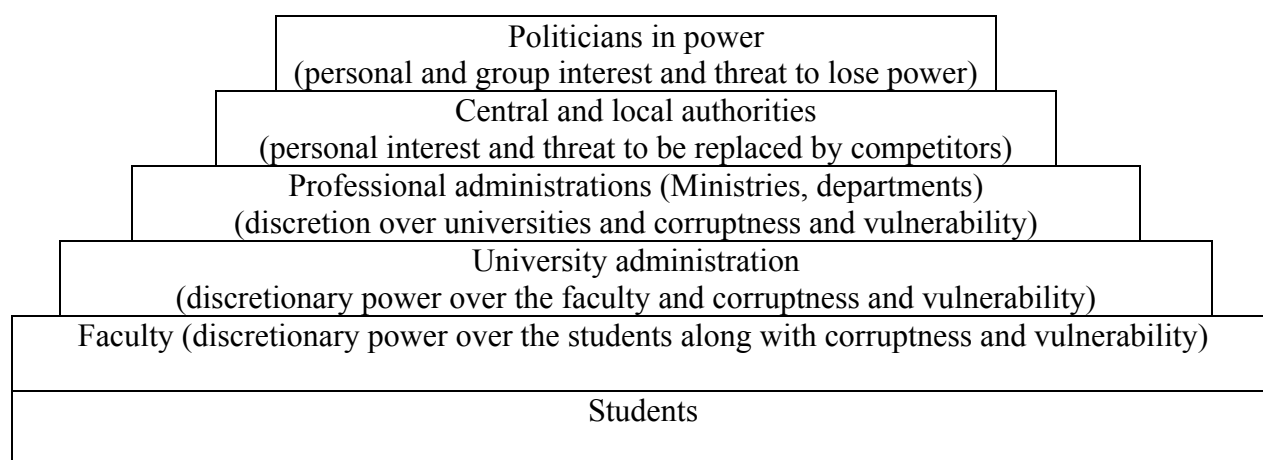 Politicians in power
(personal and group interest and threat to lose power)
Central and local authorities
(personal interest and threat to be replaced by competitors)
Professional administrations (Ministries, departments)
(discretion over universities and corruptness and vulnerability)
University administration
(discretionary power over the faculty and corruptness and vulnerability)
Faculty (discretionary power over the students along with corruptness and vulnerability)
Students